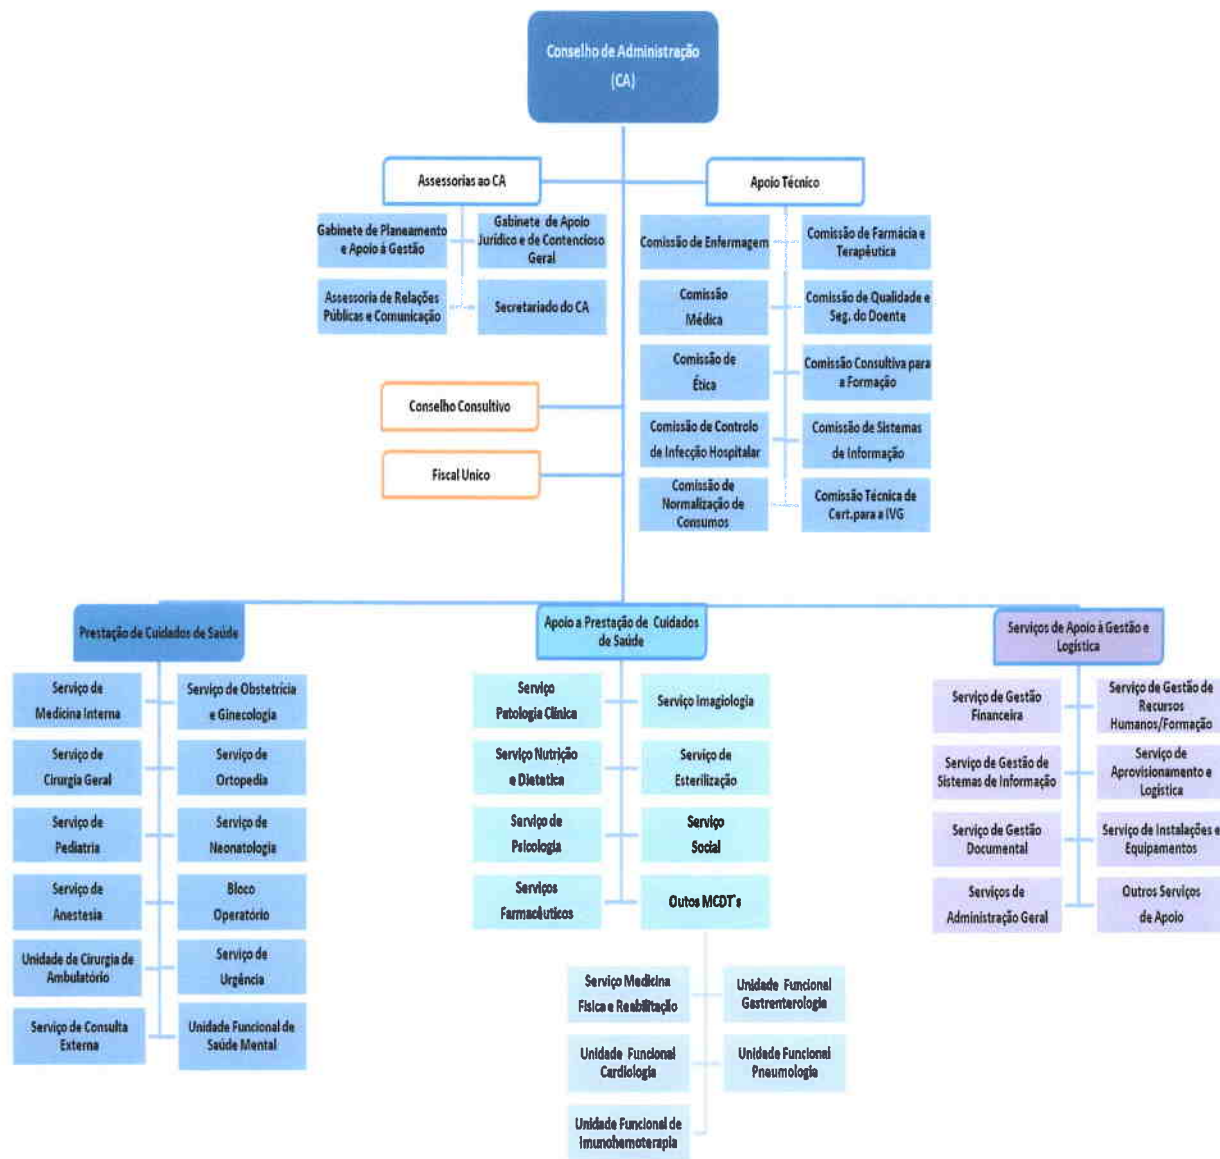 Conselho de Administração
(CA)
Assessorias ao CA
Apoio Técnico
Gabinete de Planeamento
e Apoio à Gestão
Gabinete de Apoio
Jurídico e de Contencioso
Geral
Assessoria de Relações
Públicas e Comunicação
Secretariado do CA
Comissão de Enfermagem
Comissão de Farmácia e
Terapêutica
Comissão
Médica
Comissão de Qualidade e
Seg. do Doente
Comissão de
Ética
Comissão Consultiva para
a Formação
Comissão de Controlo
de Infecção Hospitalar
Comissão de Sistemas
de Informação
Comissão de
Normalização de
Consumos
Comissão Técnica de
Cert.para a IVG
Conselho Consultivo
Fiscal Unico
Prestação de Cuidados de Saúde
Apoio a Prestação de Cuidados
de Saúde
Serviços de Apoio à Gestão e
Logística
Serviço de
Medicina Interna
Serviço de Obstetrícia
e Ginecologia
Serviço de
Cirurgia Geral
Serviço de
Ortopedia
Serviço de
Pediatria
Serviço de
Neonatologia
Serviço de
Anestesia
Bloco
Operatório
Unidade de Cirurgia de
Ambulatório
Serviço de
Urgência
Serviço de Consulta
Externa
Unidade Funcional de
Saúde Mental
Serviço
Patologia Clínica
Serviço Imagiologia
Serviço Nutrição
e Dietetica
Serviço de
Esterilização
Serviço de
Psicologia
Serviço
Social
Serviços
Farmacêuticos
Outos MCDT´s
Serviço Medicina
Física e Reabilitação
Unidade Funcional
Gastrenterologia
Unidade Funcional
Cardiologia
Unidade Funcional
Pneumologia
Unidade Funcional de
Imunohemoterapia
Serviço de Gestão
Financeira
Serviço de Gestão de
Recursos
Humanos/Formação
Serviço de Gestão de
Sistemas de Informação
Serviço de
Aprovisionamento e
Logística
Serviço de Gestão
Documental
Serviço de Instalações e
Equipamentos
Serviços de
Administração Geral
Outros Serviços
de Apoio